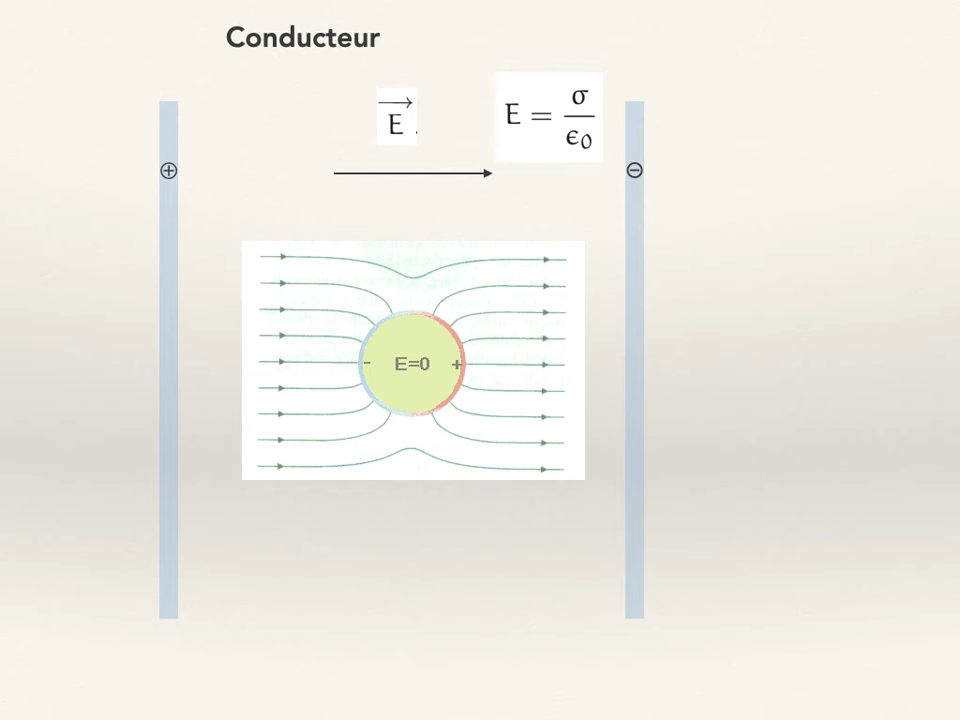 Conducteur
E⃗ .
E = σ/ϵ0
⊕
⊖
- E=0 +